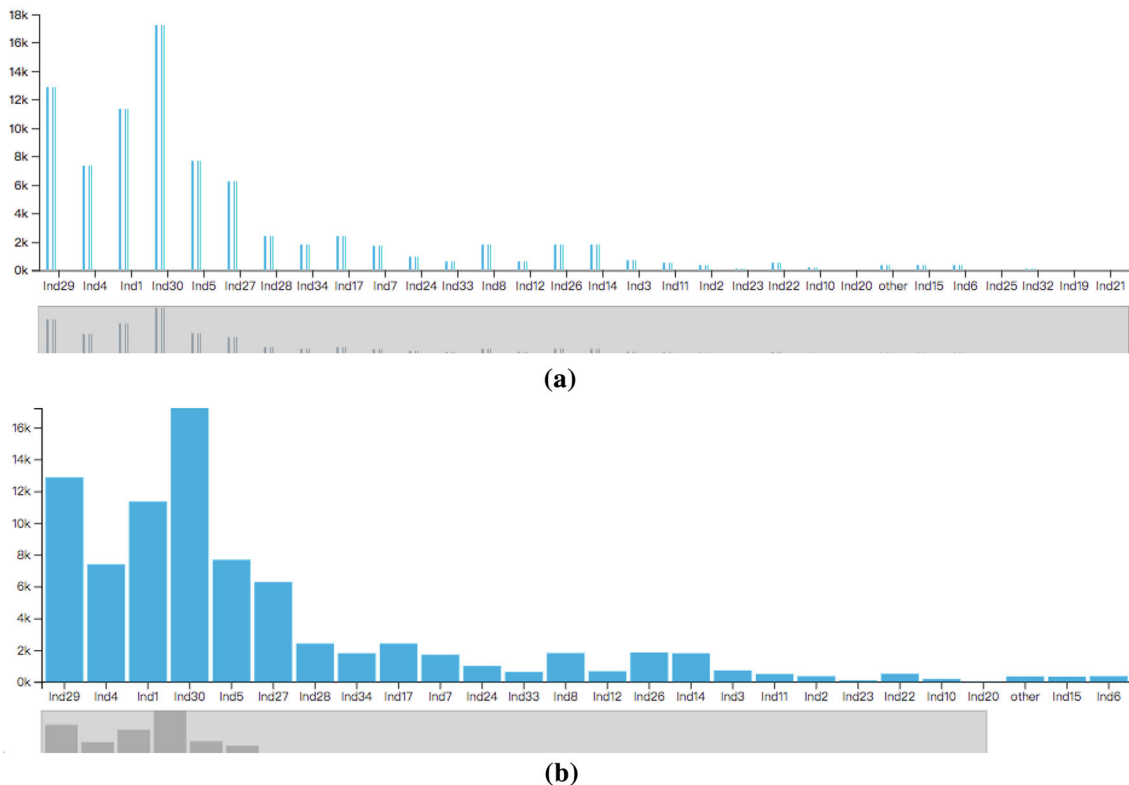 18k
16k
14k
12k
10k
8k
6k
4k
2k
0k
Ind29 Ind4 Ind1 Ind30 Ind5 Ind27 Ind28 Ind34 Ind17 Ind7 Ind24 Ind33 Ind8 Ind12 Ind26 Ind14 Ind3 Ind11 Ind2 Ind23 Ind22 Ind10 Ind20 other Ind15 Ind6 Ind25 Ind32 Ind19 Ind21
(a)
16k
14k
12k
10k
8k
6k
4k
2k
0k
Ind29 Ind4 Ind1 Ind30 Ind5 Ind27 Ind28 Ind34 Ind17 Ind7 Ind24 Ind33 Ind8 Ind12 Ind26 Ind14 Ind3 Ind11 Ind2 Ind23 Ind22 Ind10 Ind20 other Ind15 Ind6
(b)